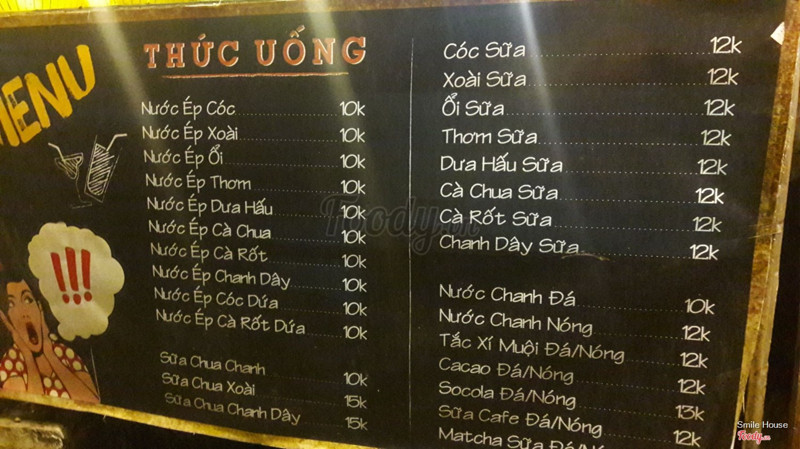 MENU
THỨC UỐNG
Nước Ép Cóc 10k
Nước Ép Xoài 10k
Nước Ép Ổi 10k
Nước Ép Thơm 10k
Nước Ép Dưa Hấu 10k
Nước Ép Cà Chua 10k
Nước Ép Cà Rốt 10k
Nước Ép Chanh Dây 10k
Nước Ép Cóc Dứa 10k
Nước Ép Cà Rốt Dứa 10k
Sữa Chua Chanh 10k
Sữa Chua Xoài 15k
Sữa Chua Chanh Dây 15k
!!!
Cóc Sữa 12k
Xoài Sữa 12k
Ổi Sữa 12k
Thơm Sữa 12k
Dưa Hấu Sữa 12k
Cà Chua Sữa 12k
Cà Rốt Sữa 12k
Chanh Dây Sữa 12k
Nước Chanh Đá 10k
Nước Chanh Nóng 12k
Tắc Xí Muội Đá/Nóng 12k
Cacao Đá/Nóng 12k
Socola Đá/Nóng 13k
Sữa Cafe Đá/Nóng 12k
Matcha Sữa
Foody.vn
Smile House
Foody.vn